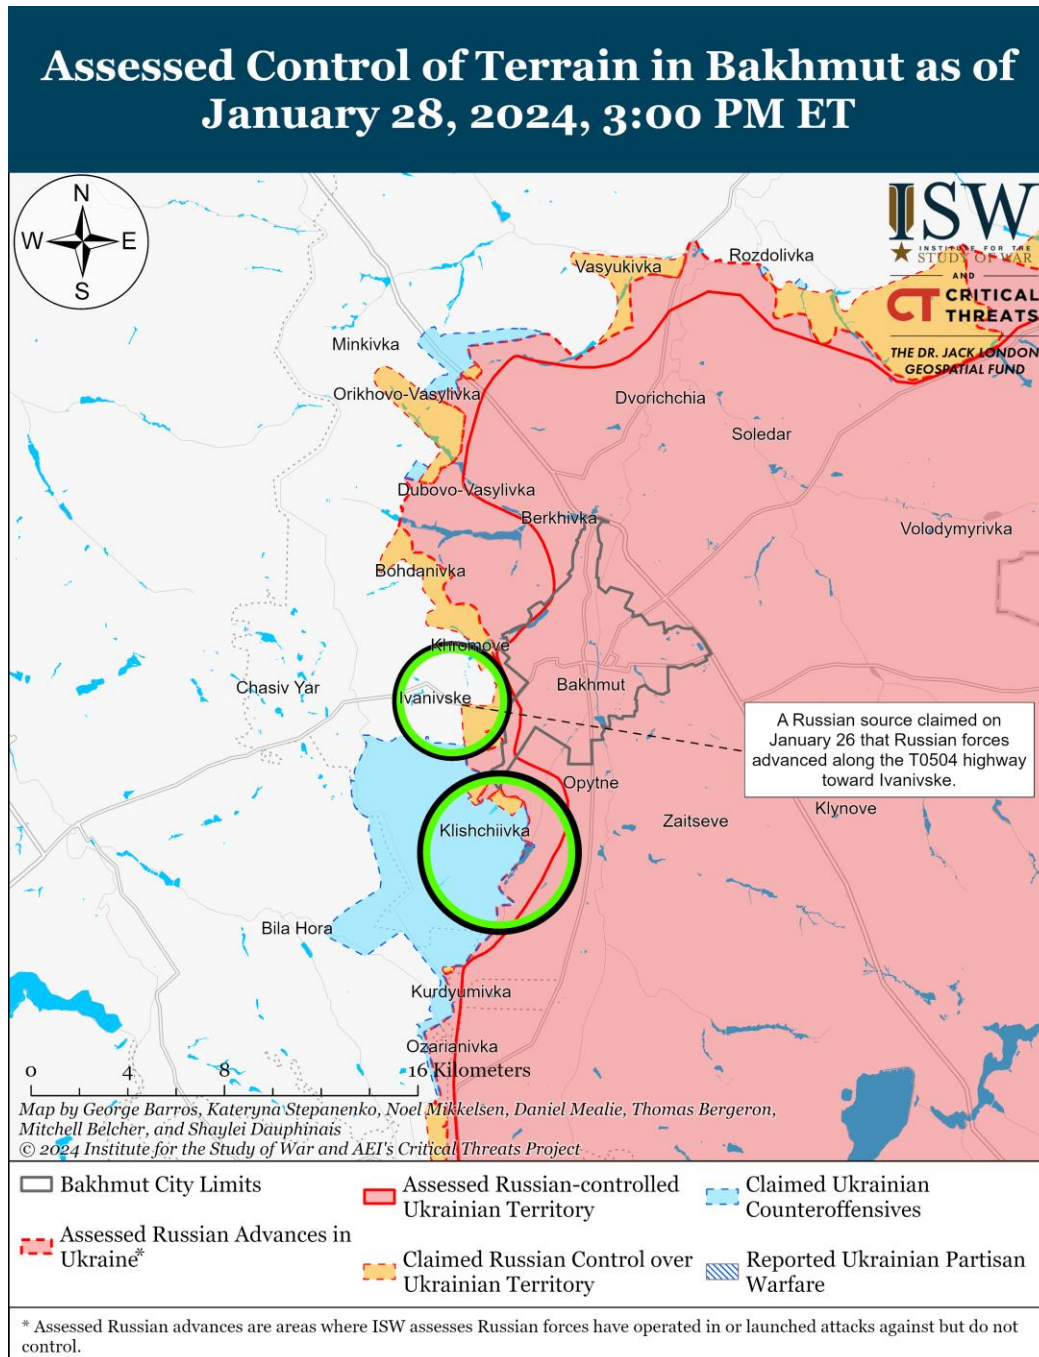 Assessed Control of Terrain in Bakhmut as of
January 28, 2024, 3:00 PM ET
N
W
E
S
ISW
INSTITUTE FOR THE
STUDY OF WAR
AND
CT CRITICAL
THREATS
THE DR. JACK LONDON
GEOSPATIAL FUND
Vasyukivka
Rozdolivka
Minkivka
Orikhovo-Vasylivka
Dvorichchia
Soledar
Dubovo-Vasylivka
Berkhivka
Volodymyrivka
Bohdanivka
Khromove
Chasiv Yar
Ivanivske
Bakhmut
A Russian source claimed on
January 26 that Russian forces
advanced along the T0504 highway
toward Ivanivske.
Opytne
Klynove
Zaitseve
Klishchiivka
Bila Hora
Kurdyumivka
Ozarianivka
0 4 8 16 Kilometers
Map by George Barros, Kateryna Stepanenko, Noel Mikkelsen, Daniel Mealie, Thomas Bergeron,
Mitchell Belcher, and Shaylei Dauphinais
© 2024 Institute for the Study of War and AEI's Critical Threats Project
Bakhmut City Limits
Assessed Russian Advances in
Ukraine*
Assessed Russian-controlled
Ukrainian Territory
Claimed Russian Control over
Ukrainian Territory
Claimed Ukrainian
Counteroffensives
Reported Ukrainian Partisan
Warfare
* Assessed Russian advances are areas where ISW assesses Russian forces have operated in or launched attacks against but do not
control.